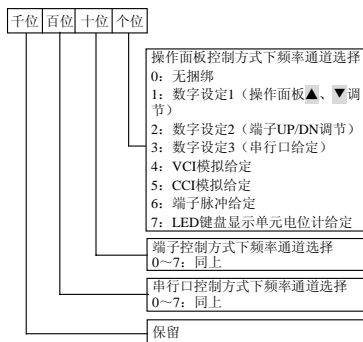 千位 百位 十位 个位
操作面板控制方式下频率通道选择
0：无捆绑
1：数字设定1（操作面板▲、▼调
节）
2：数字设定2（端子UP/DN调节）
3：数字设定3（串行口给定）
4：VCI模拟给定
5：CCI模拟给定
6：端子脉冲给定
7：LED键盘显示单元电位计给定
端子控制方式下频率通道选择
0～7：同上
串行口控制方式下频率通道选择
0～7：同上
保留